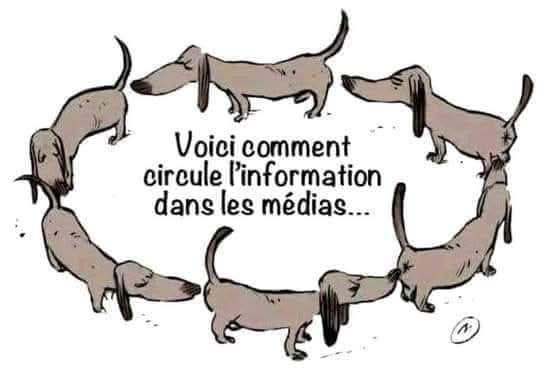 Voici comment
circule l'information
dans les médias...